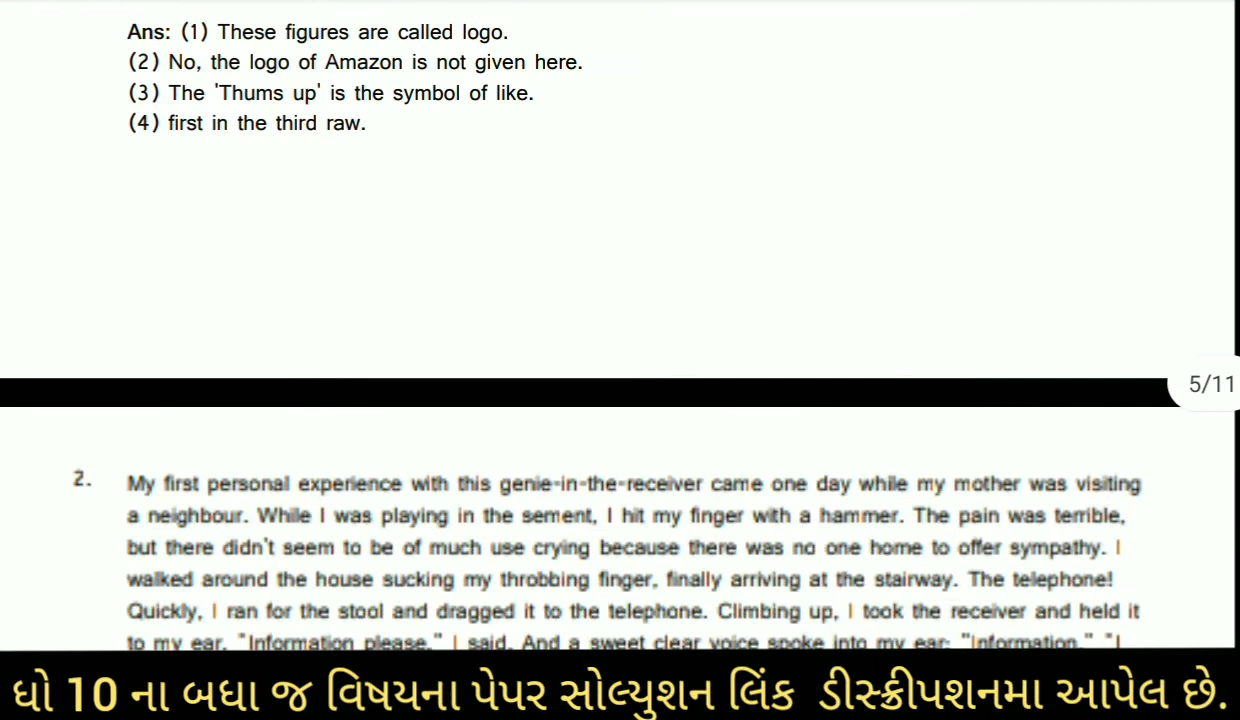 Ans: (1) These figures are called logo.
(2) No, the logo of Amazon is not given here.
(3) The 'Thums up' is the symbol of like.
(4) first in the third raw.
5/11
2. My first personal experience with this genie-in-the-receiver came one day while my mother was visiting
a neighbour. While I was playing in the sement, I hit my finger with a hammer. The pain was terrible,
but there didn't seem to be of much use crying because there was no one home to offer sympathy. I
walked around the house sucking my throbbing finger, finally arriving at the stairway. The telephone!
Quickly, I ran for the stool and dragged it to the telephone. Climbing up, I took the receiver and held it
to my ear. "Information please." I said. And a sweet clear voice spoke into my ear: "Information." "I
ધો 10 ના બધા જ વિષયના પેપર સોલ્યુશન લિંક ડીસ્ક્રીપશનમા આપેલ છે.